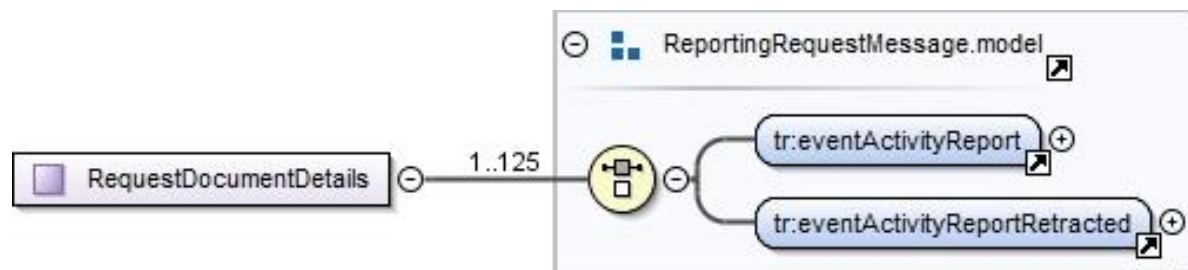 ReportingRequestMessage.model
RequestDocumentDetails
1..125
tr:eventActivityReport
tr:eventActivityReportRetracted